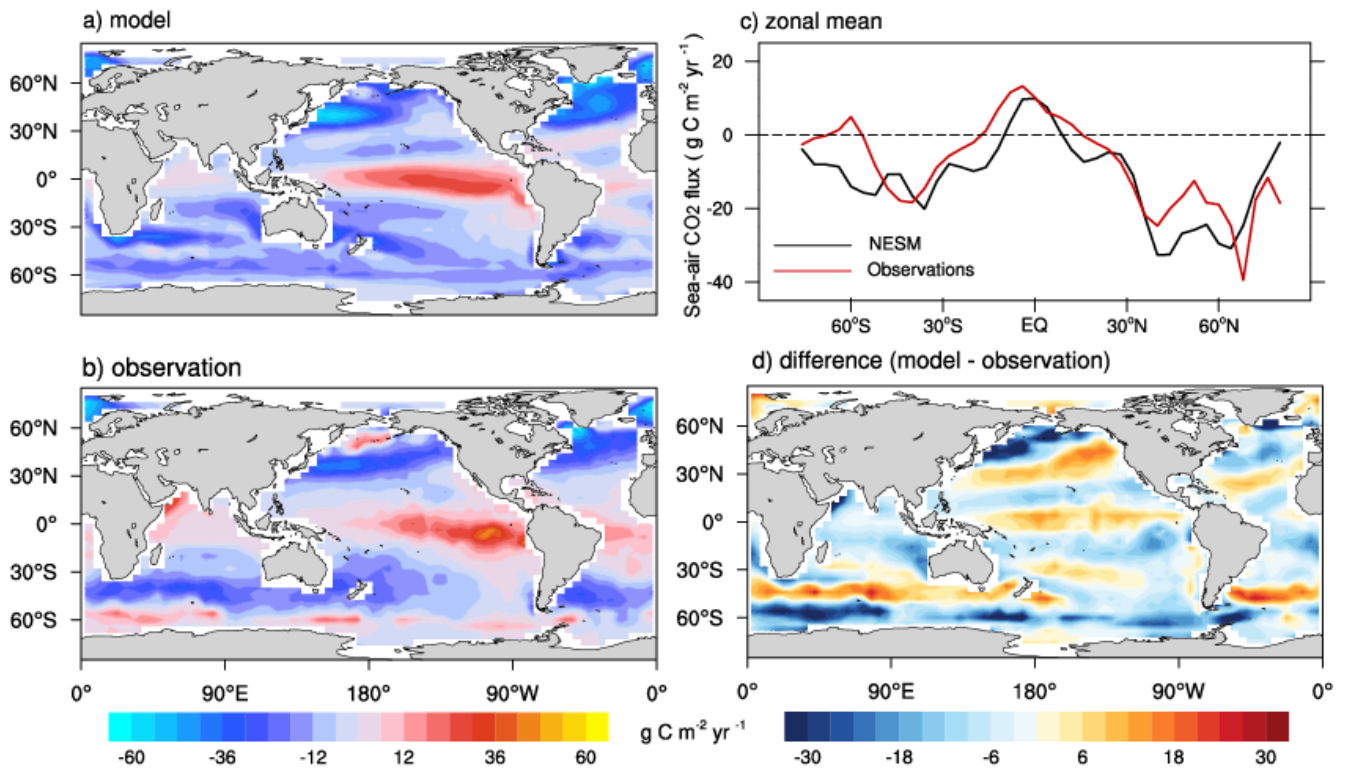 a) model
60°N
30°N
0°
30°S
60°S
c) zonal mean
Sea-air CO2 flux ( g C m-2 yr -1)
20
0
-20
-40
NESM
Observations
60°S 30°S EQ 30°N 60°N
b) observation
60°N
30°N
0°
30°S
60°S
0° 90°E 180° 90°W 0°
-60 -36 -12 12 36 60
g C m-2 yr -1
d) difference (model - observation)
60°N
30°N
0°
30°S
60°S
0° 90°E 180° 90°W 0°
-30 -18 -6 6 18 30